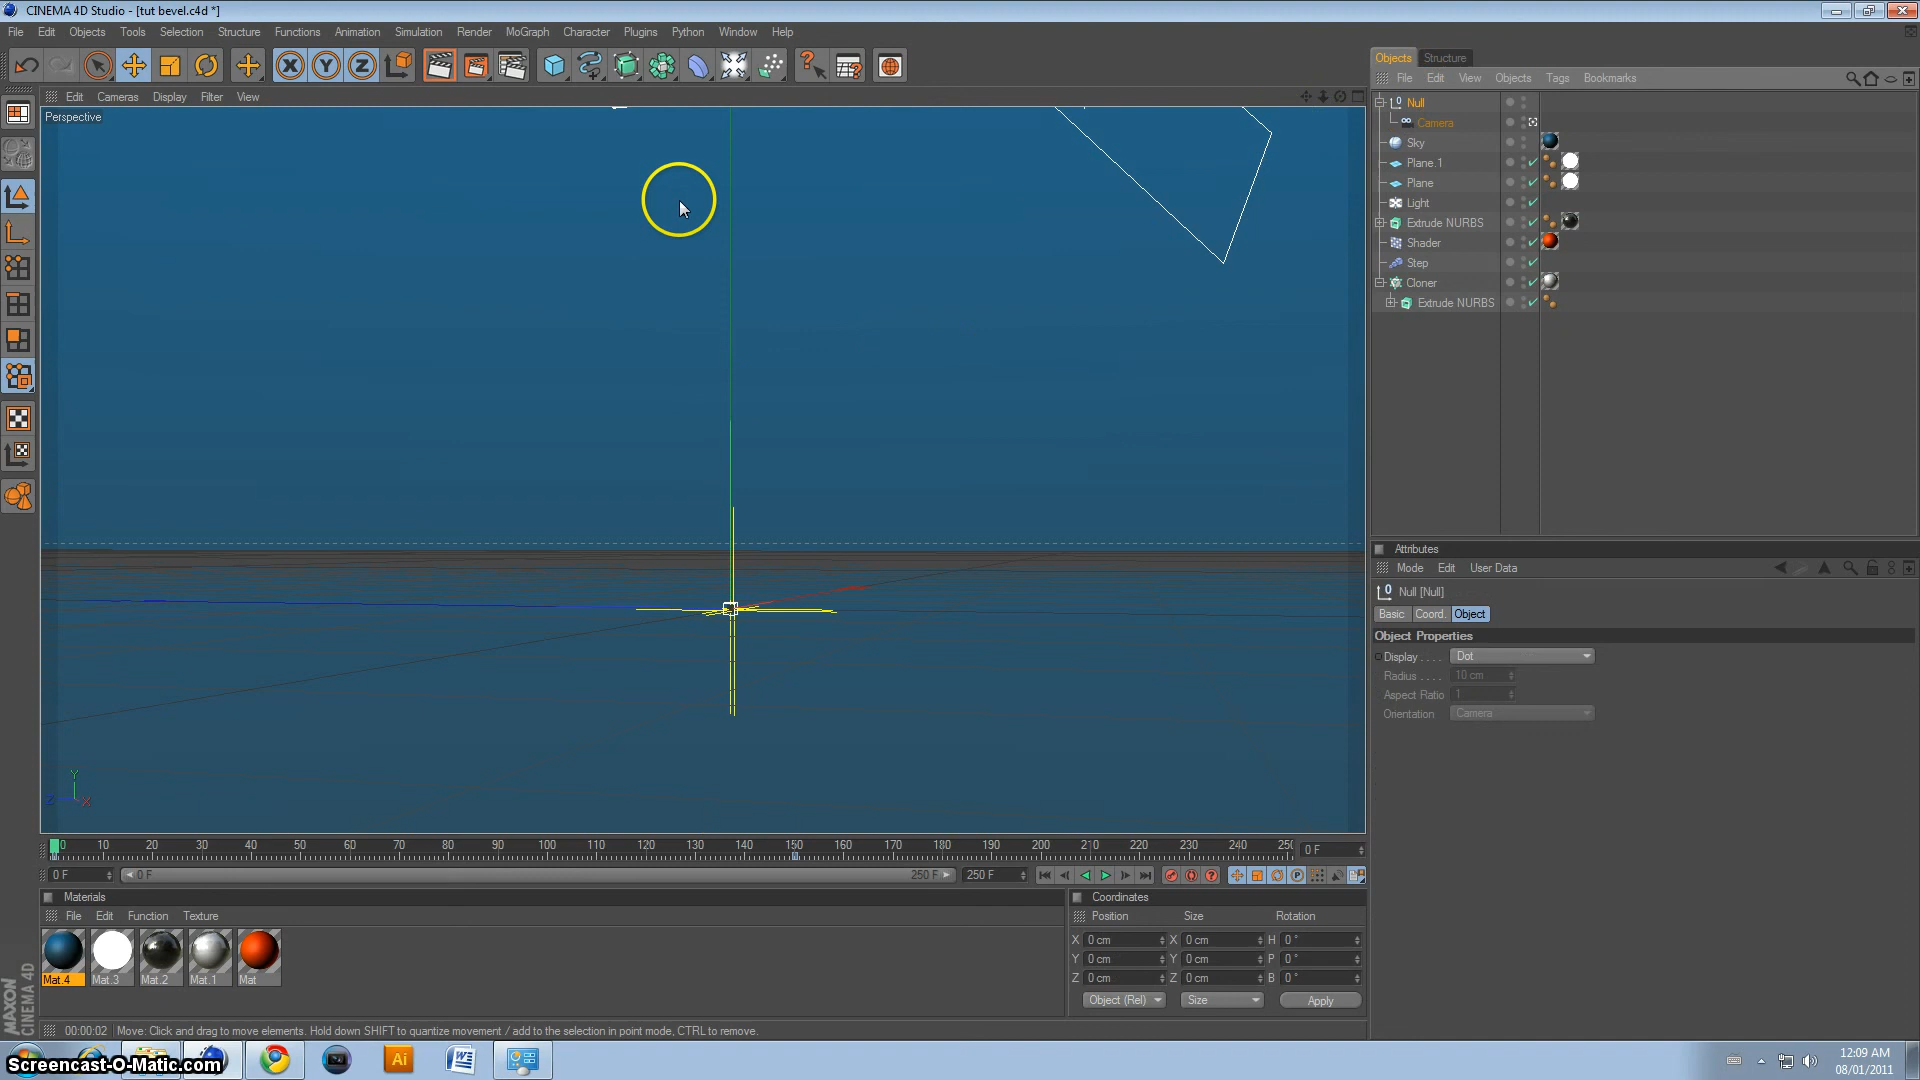 CINEMA 4D Studio - [tut bevel.c4d *]
File Edit Objects Tools Selection Structure Functions Animation Simulation Render MoGraph Character Plugins Python Window Help
Edit Cameras Display Filter View
Perspective
Objects Structure
File Edit View Objects Tags Bookmarks
Null
Camera
Sky
Plane.1
Plane
Light
Extrude NURBS
Shader
Step
Cloner
Extrude NURBS
Attributes
Mode Edit User Data
Null [Null]
Basic Coord. Object
Object Properties
Display . . . . Dot
Radius . . . . 10 cm
Aspect Ratio 1
Orientation Camera
Y
Z X
0 10 20 30 40 50 60 70 80 90 100 110 120 130 140 150 160 170 180 190 200 210 220 230 240 250 0 F
0 F 0 F 250 F 250 F
Materials
File Edit Function Texture
Mat.4 Mat.3 Mat.2 Mat.1 Mat
Coordinates
Position Size Rotation
X 0 cm X 0 cm H 0 °
Y 0 cm Y 0 cm P 0 °
Z 0 cm Z 0 cm B 0 °
Object (Rel) Size Apply
MAXON CINEMA 4D
00:00:02 Move: Click and drag to move elements. Hold down SHIFT to quantize movement / add to the selection in point mode, CTRL to remove.
Screencast-O-Matic.com
Ai
12:09 AM
08/01/2011